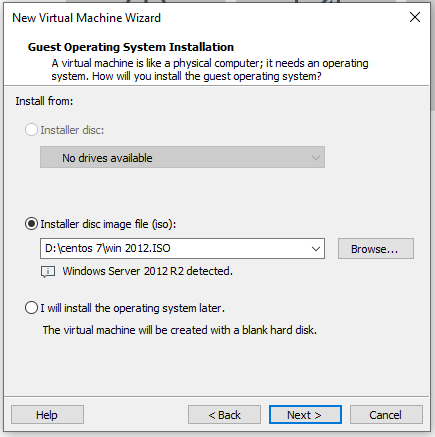 New Virtual Machine Wizard
Guest Operating System Installation
A virtual machine is like a physical computer; it needs an operating
system. How will you install the guest operating system?
Install from:
Installer disc:
No drives available
Installer disc image file (iso):
D:\centos 7\win 2012.ISO
Browse...
Windows Server 2012 R2 detected.
I will install the operating system later.
The virtual machine will be created with a blank hard disk.
Help
< Back
Next >
Cancel